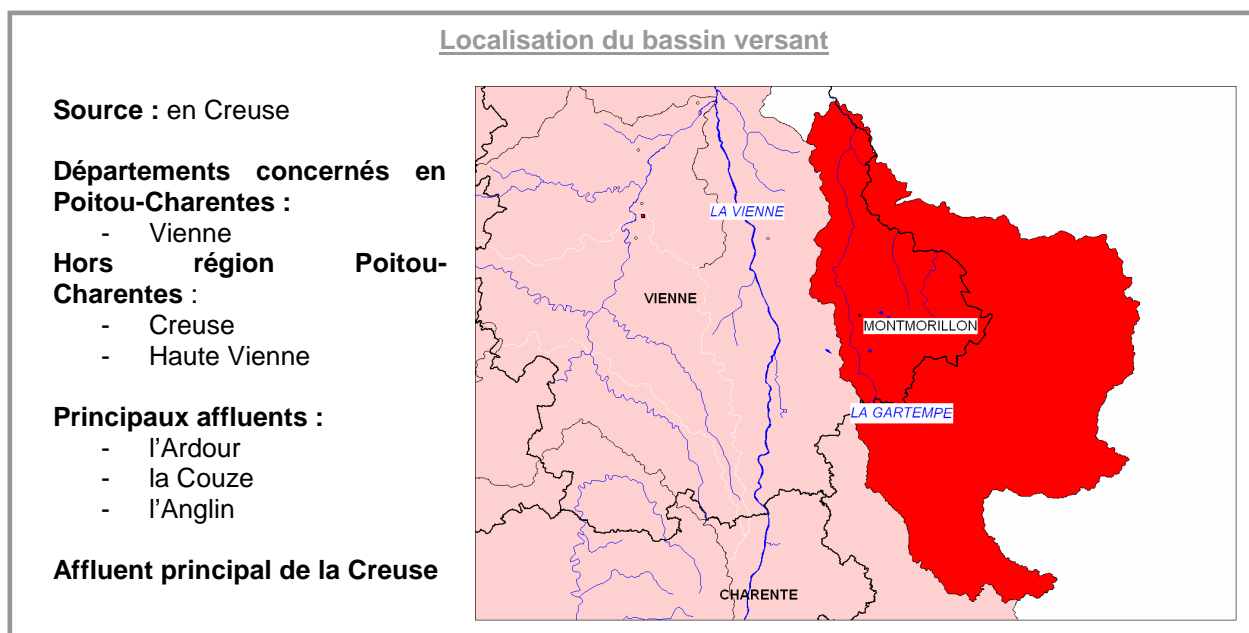 Localisation du bassin versant
Source : en Creuse
Départements concernés en
Poitou-Charentes :
- Vienne
Hors région Poitou-
Charentes :
- Creuse
- Haute Vienne
Principaux affluents :
- l'Ardour
- la Couze
- l'Anglin
Affluent principal de la Creuse
LA VIENNE
VIENNE
MONTMORILLON
LA GARTEMPE
CHARENTE